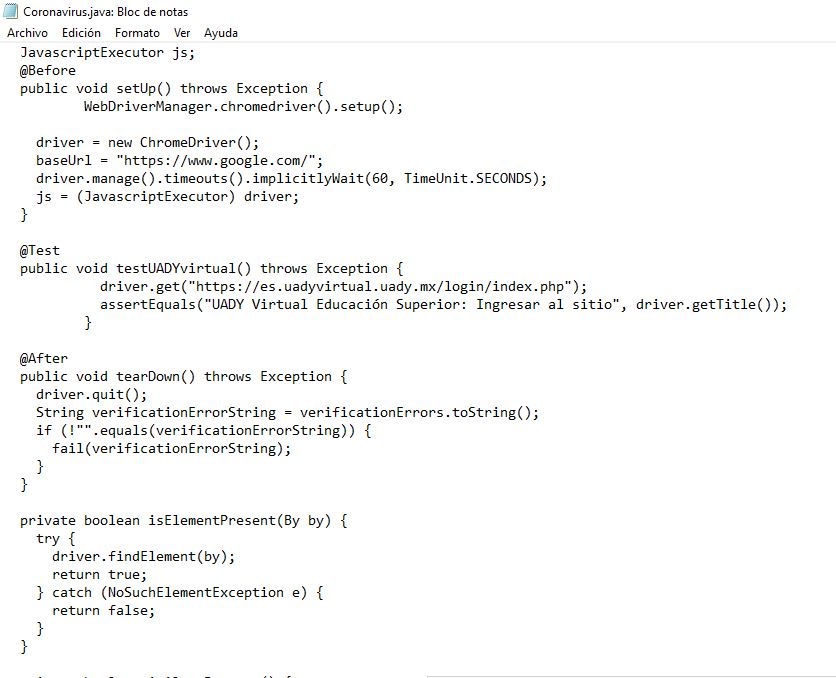 Coronavirus.java: Bloc de notas
Archivo Edición Formato Ver Ayuda
JavascriptExecutor js;
@Before
public void setUp() throws Exception {
WebDriverManager.chromedriver().setup();
driver = new ChromeDriver();
baseUrl = "https://www.google.com/";
driver.manage().timeouts().implicitlyWait(60, TimeUnit.SECONDS);
js = (JavascriptExecutor) driver;
}
@Test
public void testUADYvirtual() throws Exception {
driver.get("https://es.uadyvirtual.uady.mx/login/index.php");
assertEquals("UADY Virtual Educación Superior: Ingresar al sitio", driver.getTitle());
}
@After
public void tearDown() throws Exception {
driver.quit();
String verificationErrorString = verificationErrors.toString();
if (!"".equals(verificationErrorString)) {
fail(verificationErrorString);
}
}
private boolean isElementPresent(By by) {
try {
driver.findElement(by);
return true;
} catch (NoSuchElementException e) {
return false;
}
}